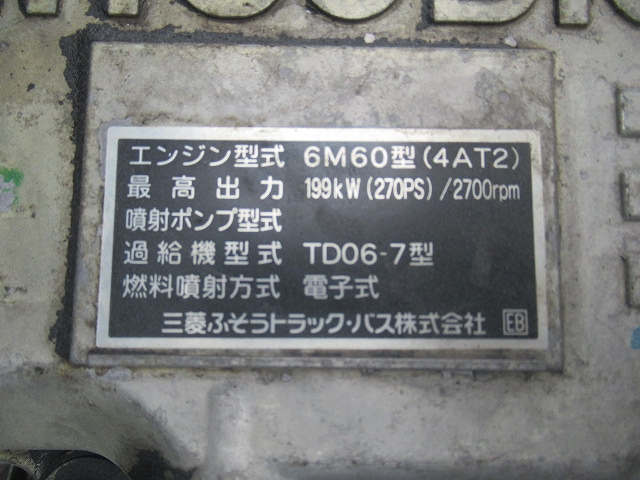 エンジン型式 6M60型(4AT2)
最高出力 199kW(270PS)/2700rpm
噴射ポンプ型式
過給機型式 TD06-7型
燃料噴射方式 電子式
三菱ふそうトラック・バス株式会社 EB